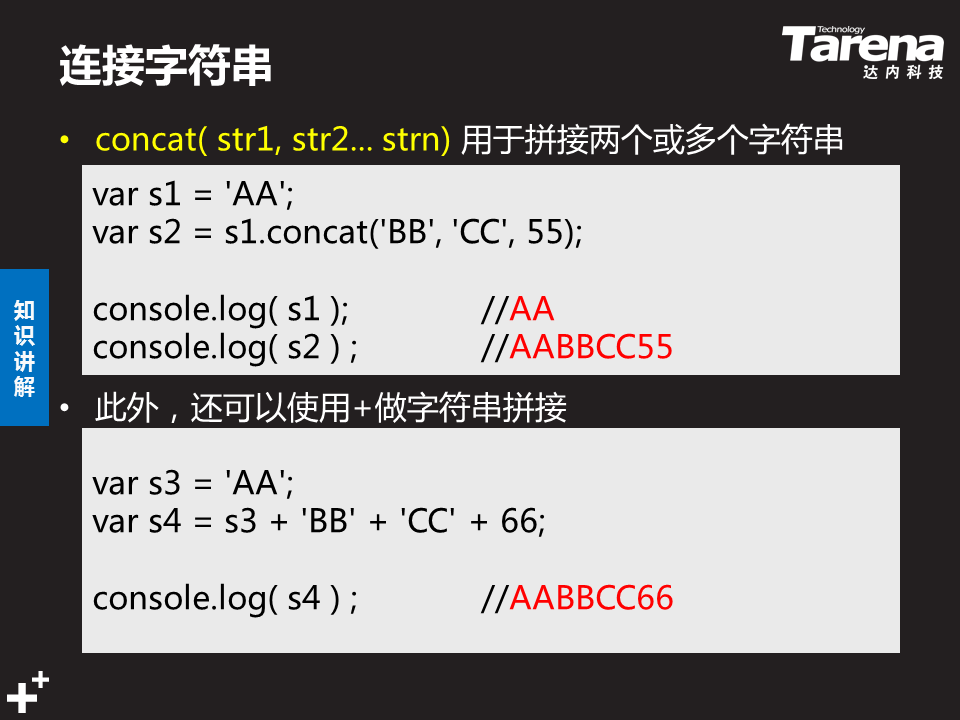 连接字符串
Technology
Tarena
达内科技
• concat( str1, str2... strn) 用于拼接两个或多个字符串
var s1 = 'AA';
var s2 = s1.concat('BB', 'CC', 55);
console.log( s1 ); //AA
console.log( s2 ) ; //AABBCC55
知
识
讲
解
• 此外，还可以使用+做字符串拼接
var s3 = 'AA';
var s4 = s3 + 'BB' + 'CC' + 66;
console.log( s4 ) ; //AABBCC66